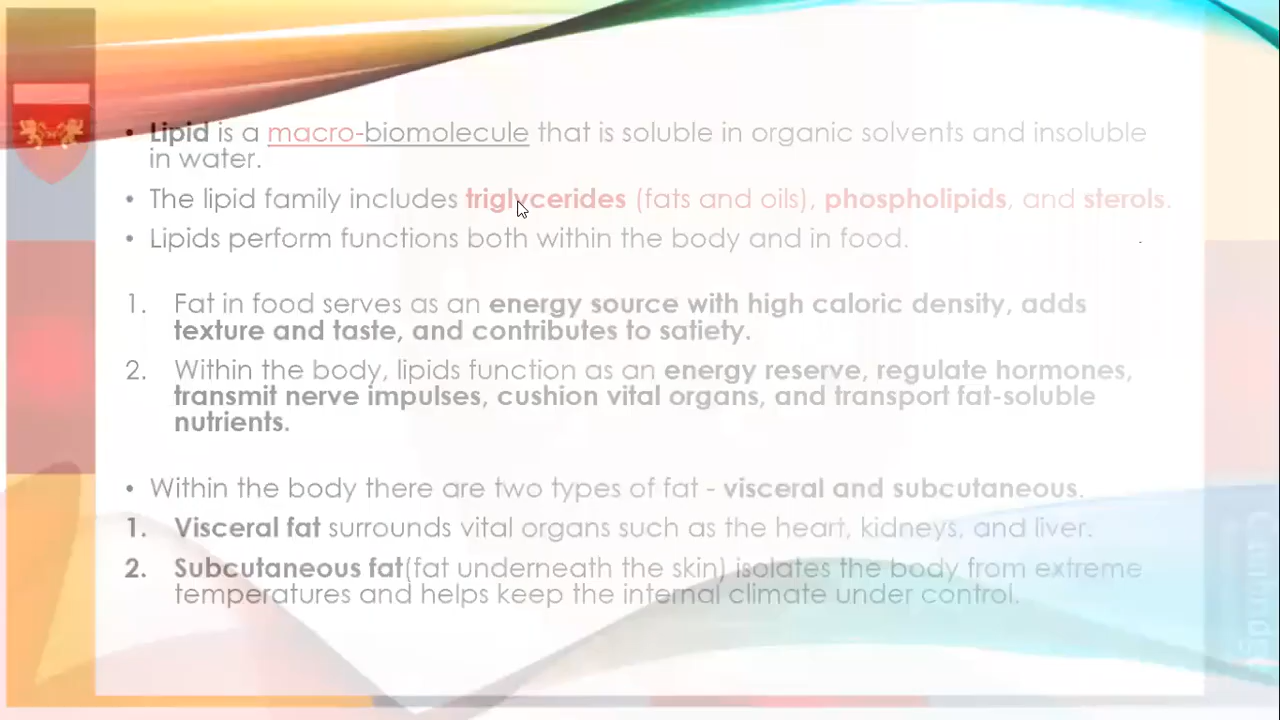 • Lipid is a macro-biomolecule that is soluble in organic solvents and insoluble
in water.
• The lipid family includes triglycerides (fats and oils), phospholipids, and sterols.
• Lipids perform functions both within the body and in food.
1. Fat in food serves as an energy source with high caloric density, adds
texture and taste, and contributes to satiety.
2. Within the body, lipids function as an energy reserve, regulate hormones,
transmit nerve impulses, cushion vital organs, and transport fat-soluble
nutrients.
• Within the body there are two types of fat - visceral and subcutaneous.
1. Visceral fat surrounds vital organs such as the heart, kidneys, and liver.
2. Subcutaneous fat(fat underneath the skin) isolates the body from extreme
temperatures and helps keep the internal climate under control.